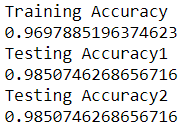 Training Accuracy
0.9697885196374623
Testing Accuracy1
0.9850746268656716
Testing Accuracy2
0.9850746268656716